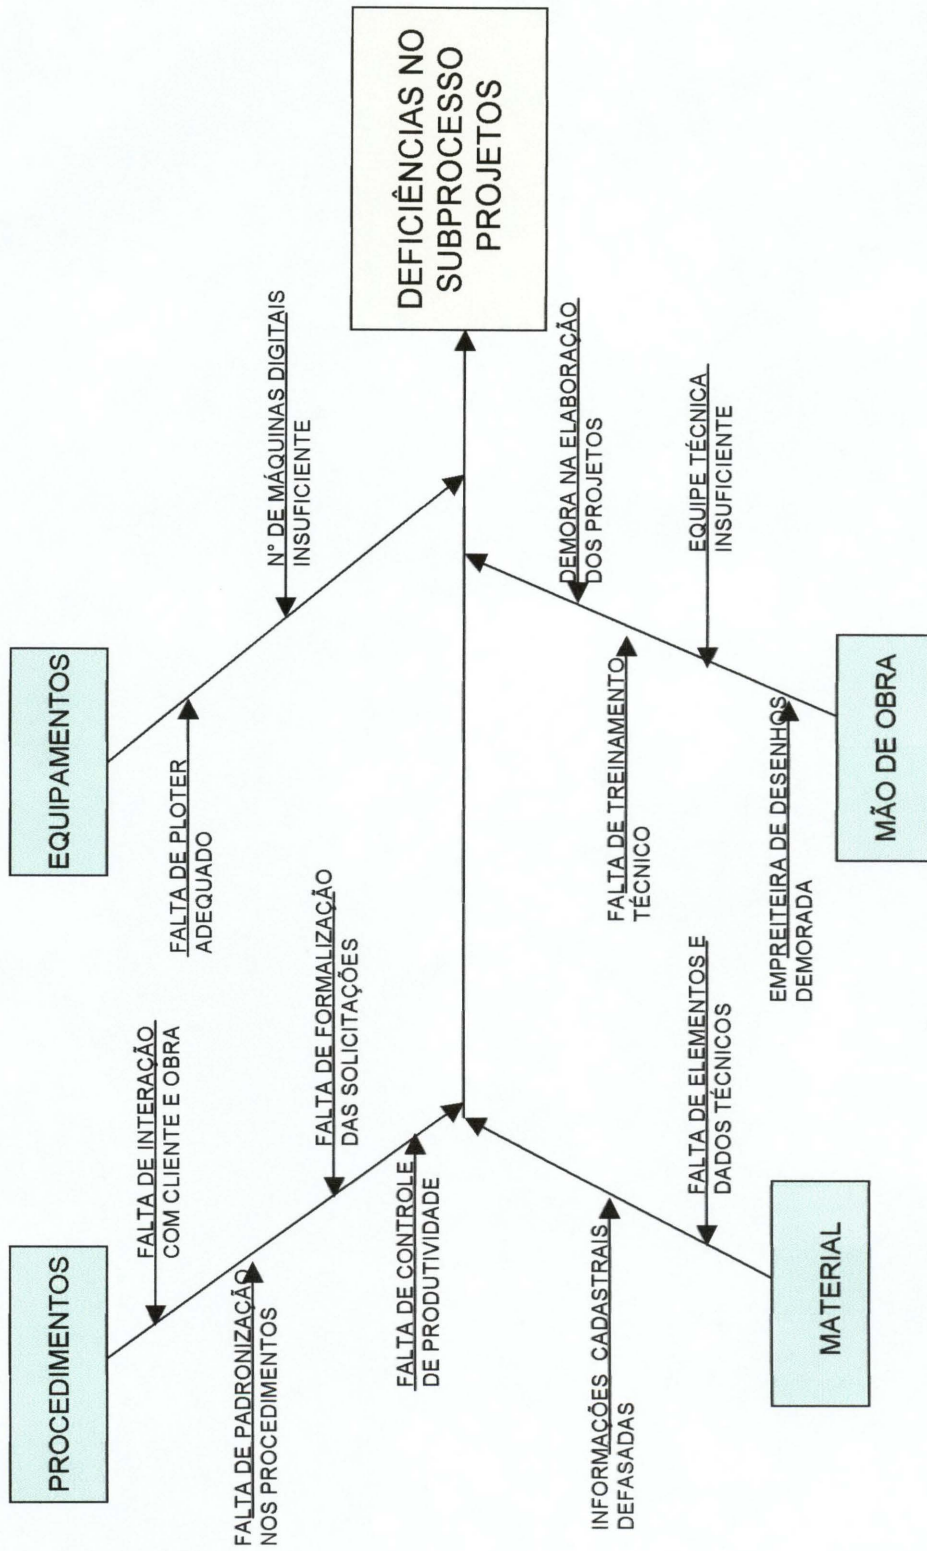 PROCEDIMENTOS
FALTA DE INTERAÇÃO
COM CLIENTE E OBRA
FALTA DE PADRONIZAÇÃO
NOS PROCEDIMENTOS
FALTA DE FORMALIZAÇÃO
DAS SOLICITAÇÕES
FALTA DE CONTROLE
DE PRODUTIVIDADE
EQUIPAMENTOS
FALTA DE PLOTER
ADEQUADO
N° DE MÁQUINAS DIGITAIS
INSUFICIENTE
DEFICIÊNCIAS NO
SUBPROCESSO
PROJETOS
INFORMAÇÕES CADASTRAIS
DEFASADAS
FALTA DE ELEMENTOS E
DADOS TÉCNICOS
MATERIAL
DEMORA NA ELABORAÇÃO
DOS PROJETOS
FALTA DE TREINAMENTO
TÉCNICO
EQUIPE TÉCNICA
INSUFICIENTE
EMPREITEIRA DE DESENHOS
DEMORADA
MÃO DE OBRA